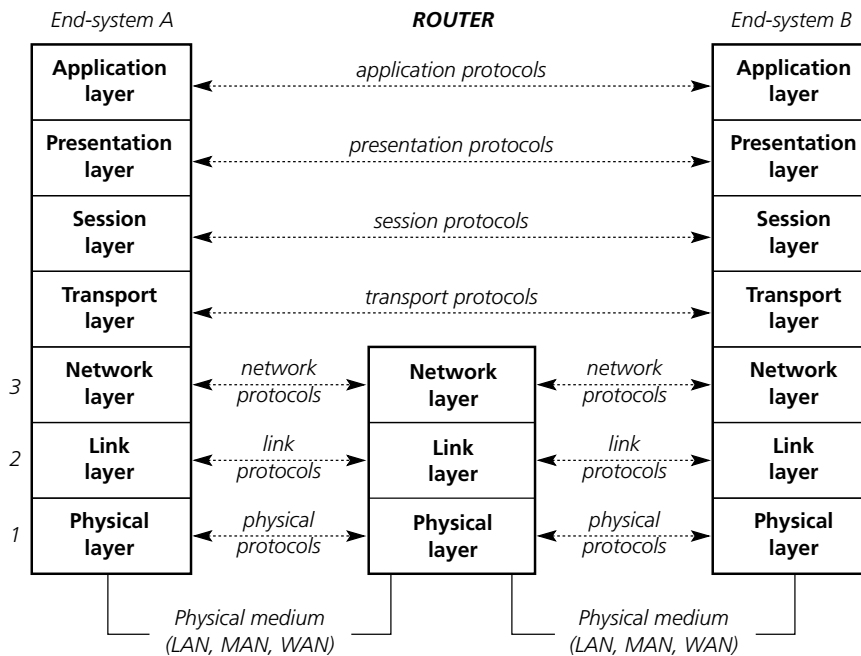 End-system A
ROUTER
End-system B
Application
layer
application protocols
Application
layer
Presentation
layer
presentation protocols
Presentation
layer
Session
layer
session protocols
Session
layer
Transport
layer
transport protocols
Transport
layer
3
Network
layer
network
protocols
Network
layer
network
protocols
Network
layer
2
Link
layer
link
protocols
Link
layer
link
protocols
Link
layer
1
Physical
layer
physical
protocols
Physical
layer
physical
protocols
Physical
layer
Physical medium
(LAN, MAN, WAN)
Physical medium
(LAN, MAN, WAN)